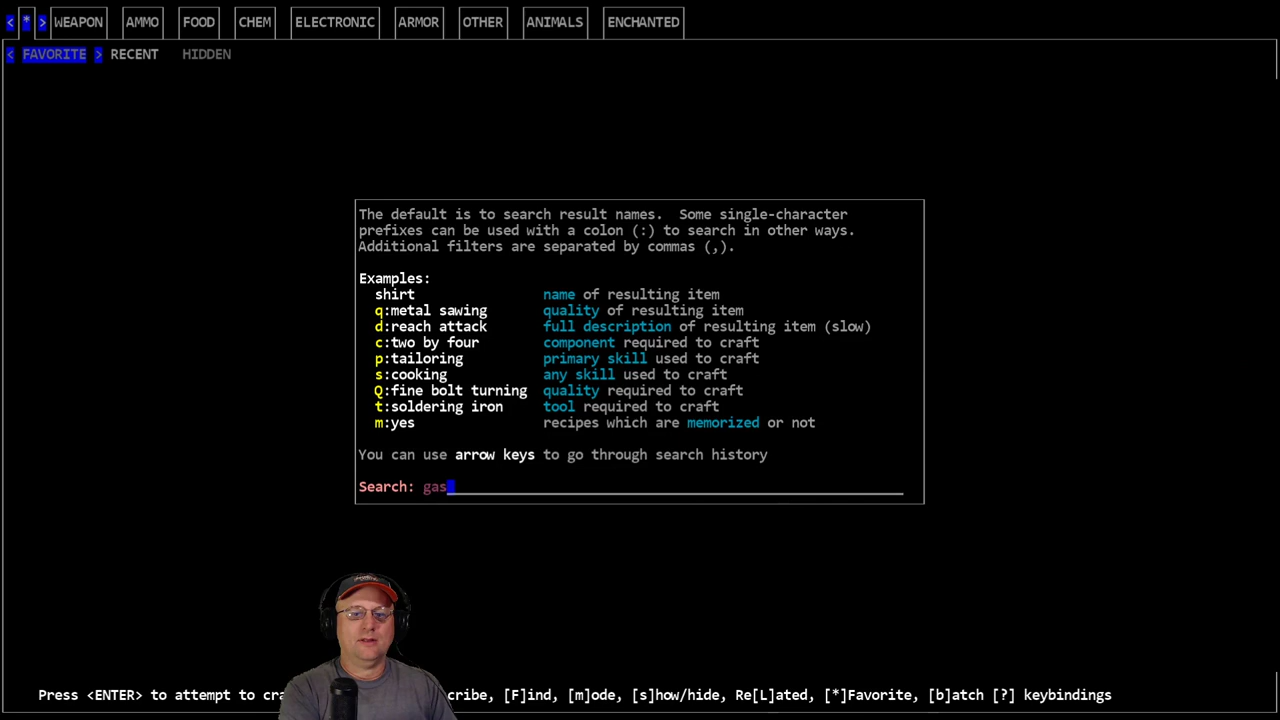 < * > WEAPON AMMO FOOD CHEM ELECTRONIC ARMOR OTHER ANIMALS ENCHANTED
< FAVORITE > RECENT HIDDEN
The default is to search result names. Some single-character
prefixes can be used with a colon (:) to search in other ways.
Additional filters are separated by commas (,).
Examples:
shirt name of resulting item
q:metal sawing quality of resulting item
d:reach attack full description of resulting item (slow)
c:two by four component required to craft
p:tailoring primary skill used to craft
s:cooking any skill used to craft
Q:fine bolt turning quality required to craft
t:soldering iron tool required to craft
m:yes recipes which are memorized or not
You can use arrow keys to go through search history
Search: gas
Press <ENTER> to attempt to cra cribe, [F]ind, [m]ode, [s]how/hide, Re[L]ated, [*]Favorite, [b]atch [?] keybindings